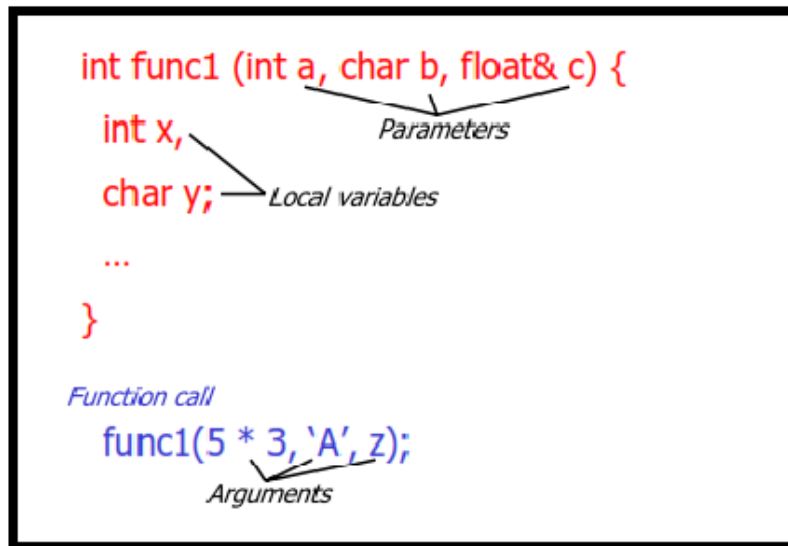 int func1 (int a, char b, float& c) {
Parameters
int x,
char y;
Local variables
...
}
Function call
func1(5 * 3, ‘A’, z);
Arguments